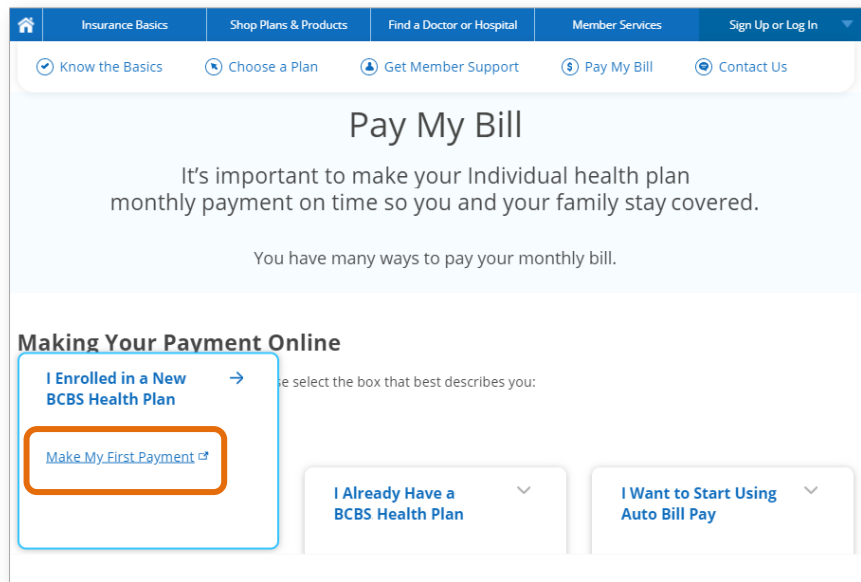 Insurance Basics Shop Plans & Products Find a Doctor or Hospital Member Services Sign Up or Log In
Know the Basics Choose a Plan Get Member Support Pay My Bill Contact Us
Pay My Bill
It's important to make your Individual health plan
monthly payment on time so you and your family stay covered.
You have many ways to pay your monthly bill.
Making Your Payment Online
select the box that best describes you:
I Enrolled in a New
BCBS Health Plan
Make My First Payment
I Already Have a
BCBS Health Plan
I Want to Start Using
Auto Bill Pay